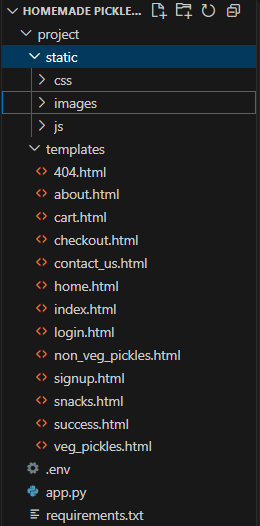 HOMEMADE PICKLE...
project
static
css
images
js
templates
404.html
about.html
cart.html
checkout.html
contact_us.html
home.html
index.html
login.html
non_veg_pickles.html
signup.html
snacks.html
success.html
veg_pickles.html
.env
app.py
requirements.txt